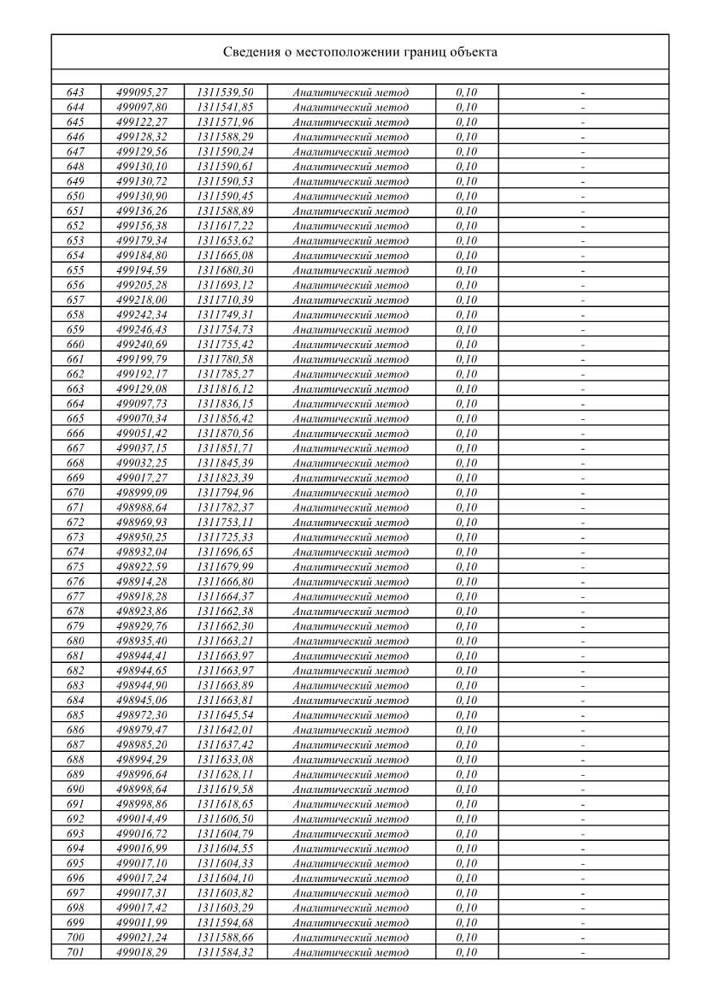 Сведения о местоположении границ объекта
643 499095,27 1311539,50 Аналитический метод 0,10 -
644 499097,80 1311541,85 Аналитический метод 0,10 -
645 499122,27 1311571,96 Аналитический метод 0,10 -
646 499128,32 1311588,29 Аналитический метод 0,10 -
647 499129,56 1311590,24 Аналитический метод 0,10 -
648 499130,10 1311590,61 Аналитический метод 0,10 -
649 499130,72 1311590,53 Аналитический метод 0,10 -
650 499130,90 1311590,45 Аналитический метод 0,10 -
651 499136,26 1311588,89 Аналитический метод 0,10 -
652 499156,38 1311617,22 Аналитический метод 0,10 -
653 499179,34 1311653,62 Аналитический метод 0,10 -
654 499184,80 1311665,08 Аналитический метод 0,10 -
655 499194,59 1311680,30 Аналитический метод 0,10 -
656 499205,28 1311693,12 Аналитический метод 0,10 -
657 499218,00 1311710,39 Аналитический метод 0,10 -
658 499242,34 1311749,31 Аналитический метод 0,10 -
659 499246,43 1311754,73 Аналитический метод 0,10 -
660 499240,69 1311755,42 Аналитический метод 0,10 -
661 499199,79 1311780,58 Аналитический метод 0,10 -
662 499192,17 1311785,27 Аналитический метод 0,10 -
663 499129,08 1311816,12 Аналитический метод 0,10 -
664 499097,73 1311836,15 Аналитический метод 0,10 -
665 499070,34 1311856,42 Аналитический метод 0,10 -
666 499051,42 1311870,56 Аналитический метод 0,10 -
667 499037,15 1311851,71 Аналитический метод 0,10 -
668 499032,25 1311845,39 Аналитический метод 0,10 -
669 499017,27 1311823,39 Аналитический метод 0,10 -
670 498999,09 1311794,96 Аналитический метод 0,10 -
671 498988,64 1311782,37 Аналитический метод 0,10 -
672 498969,93 1311753,11 Аналитический метод 0,10 -
673 498950,25 1311725,33 Аналитический метод 0,10 -
674 498932,04 1311696,65 Аналитический метод 0,10 -
675 498922,59 1311679,99 Аналитический метод 0,10 -
676 498914,28 1311666,80 Аналитический метод 0,10 -
677 498918,28 1311664,37 Аналитический метод 0,10 -
678 498923,86 1311662,38 Аналитический метод 0,10 -
679 498929,76 1311662,30 Аналитический метод 0,10 -
680 498935,40 1311663,21 Аналитический метод 0,10 -
681 498944,41 1311663,97 Аналитический метод 0,10 -
682 498944,65 1311663,97 Аналитический метод 0,10 -
683 498944,90 1311663,89 Аналитический метод 0,10 -
684 498945,06 1311663,81 Аналитический метод 0,10 -
685 498972,30 1311645,54 Аналитический метод 0,10 -
686 498979,47 1311642,01 Аналитический метод 0,10 -
687 498985,20 1311637,42 Аналитический метод 0,10 -
688 498994,29 1311633,08 Аналитический метод 0,10 -
689 498996,64 1311628,11 Аналитический метод 0,10 -
690 498998,64 1311619,58 Аналитический метод 0,10 -
691 498998,86 1311618,65 Аналитический метод 0,10 -
692 499014,49 1311606,50 Аналитический метод 0,10 -
693 499016,72 1311604,79 Аналитический метод 0,10 -
694 499016,99 1311604,55 Аналитический метод 0,10 -
695 499017,10 1311604,33 Аналитический метод 0,10 -
696 499017,24 1311604,10 Аналитический метод 0,10 -
697 499017,31 1311603,82 Аналитический метод 0,10 -
698 499017,42 1311603,29 Аналитический метод 0,10 -
699 499011,99 1311594,68 Аналитический метод 0,10 -
700 499021,24 1311588,66 Аналитический метод 0,10 -
701 499018,29 1311584,32 Аналитический метод 0,10 -